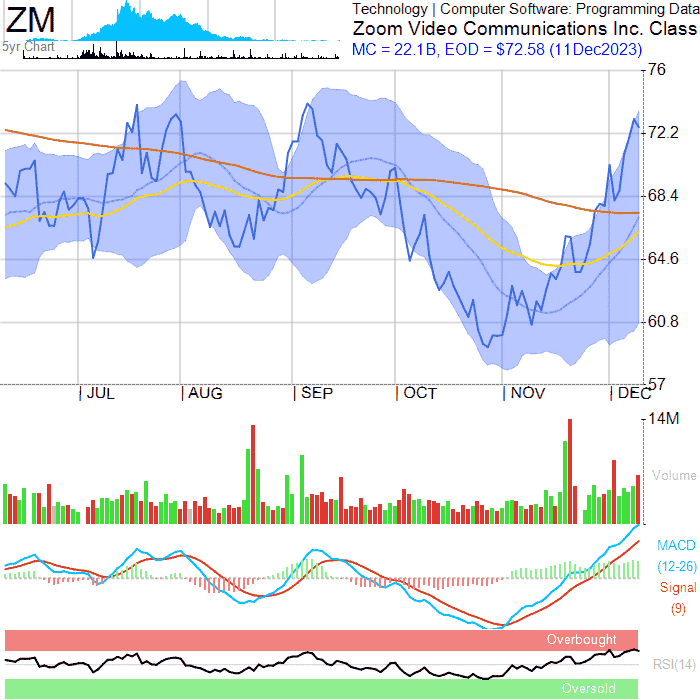 ZM
Technology | Computer Software: Programming Data
Zoom Video Communications Inc. Class
MC = 22.1B, EOD = $72.58 (11Dec2023)
5yr Chart
76
72.2
68.4
64.6
60.8
57
JUL
AUG
SEP
OCT
NOV
DEC
14M
Volume
MACD
(12-26)
Signal
(9)
Overbought
RSI(14)
Oversold